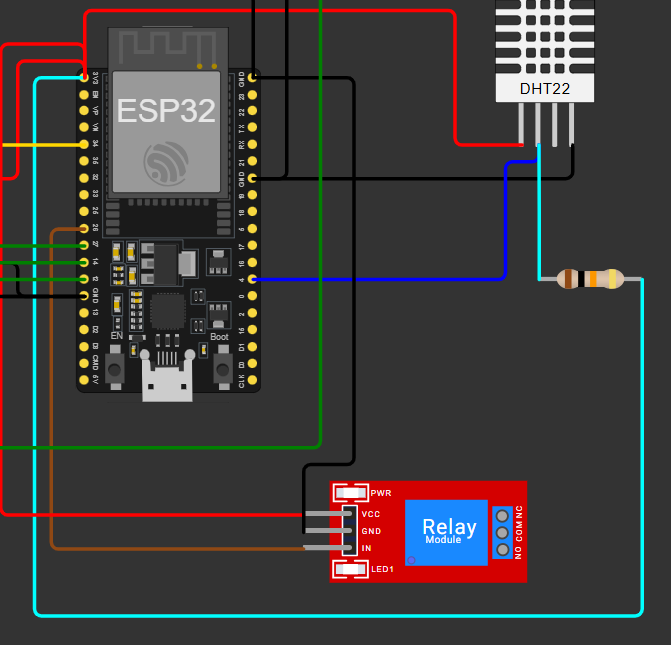 DHT22
ESP32
3V3
EN
VP
VN
34
35
32
33
25
26
27
14
12
GND
13
D2
D3
CMD
5V
GND
23
22
TX
RX
21
GND
19
18
5
17
16
4
0
2
15
D1
D0
CLK
EN
Boot
PWR
VCC
GND
IN
LED1
Relay
Module
NO COM NC